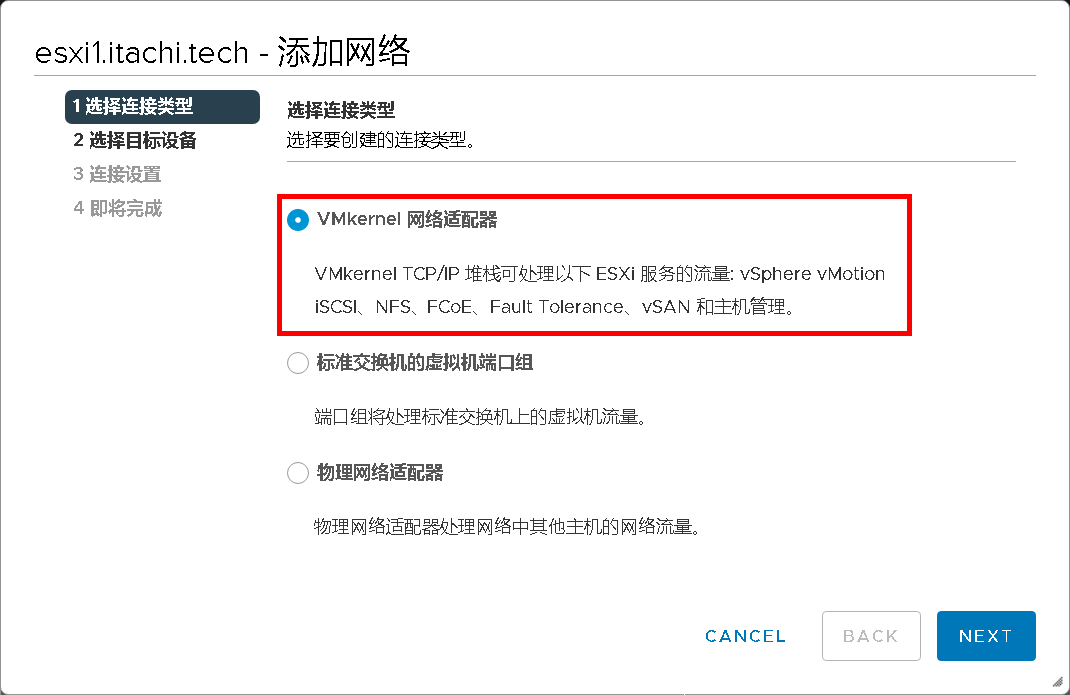 esxi1.itachi.tech - 添加网络
1 选择连接类型
2 选择目标设备
3 连接设置
4 即将完成
选择连接类型
选择要创建的连接类型。
VMkernel 网络适配器
VMkernel TCP/IP 堆栈可处理以下 ESXi 服务的流量: vSphere vMotion
iSCSI、NFS、FCoE、Fault Tolerance、vSAN 和主机管理。
标准交换机的虚拟机端口组
端口组将处理标准交换机上的虚拟机流量。
物理网络适配器
物理网络适配器处理网络中其他主机的网络流量。
CANCEL
BACK
NEXT